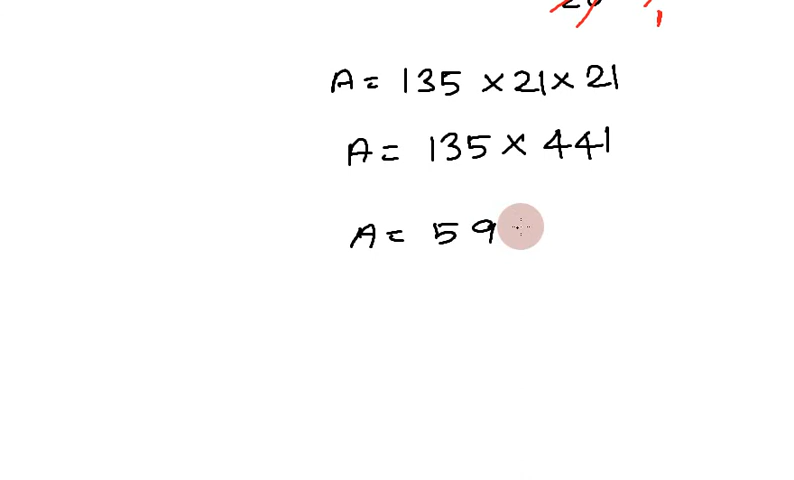 A = 135 × 21 × 21
A = 135 × 441
A = 59